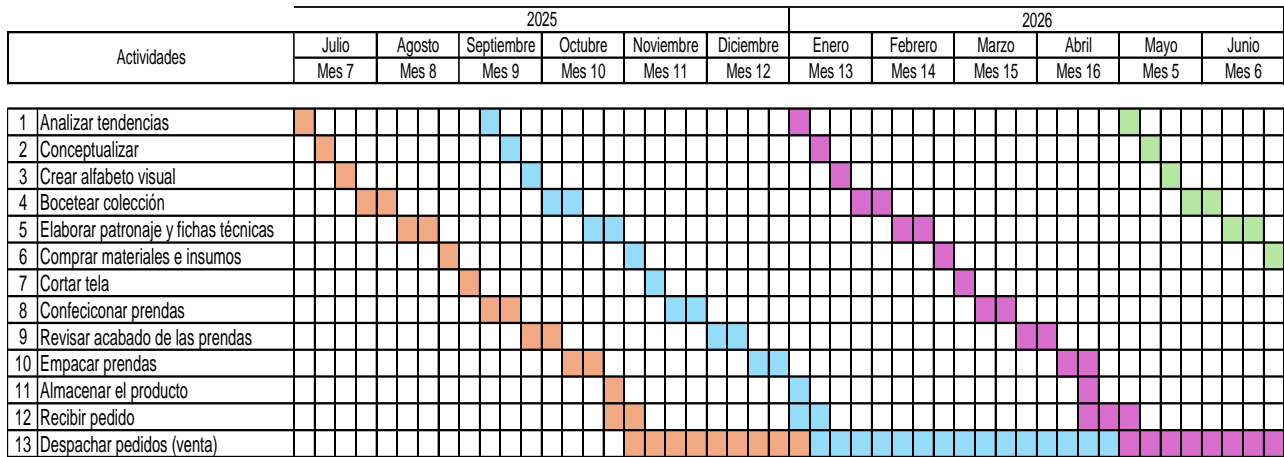 2025 2026
Actividades Julio Agosto Septiembre Octubre Noviembre Diciembre Enero Febrero Marzo Abril Mayo Junio
Mes 7 Mes 8 Mes 9 Mes 10 Mes 11 Mes 12 Mes 13 Mes 14 Mes 15 Mes 16 Mes 5 Mes 6
1 Analizar tendencias
2 Conceptualizar
3 Crear alfabeto visual
4 Bocetear colección
5 Elaborar patronaje y fichas técnicas
6 Comprar materiales e insumos
7 Cortar tela
8 Confeciconar prendas
9 Revisar acabado de las prendas
10 Empacar prendas
11 Almacenar el producto
12 Recibir pedido
13 Despachar pedidos (venta)